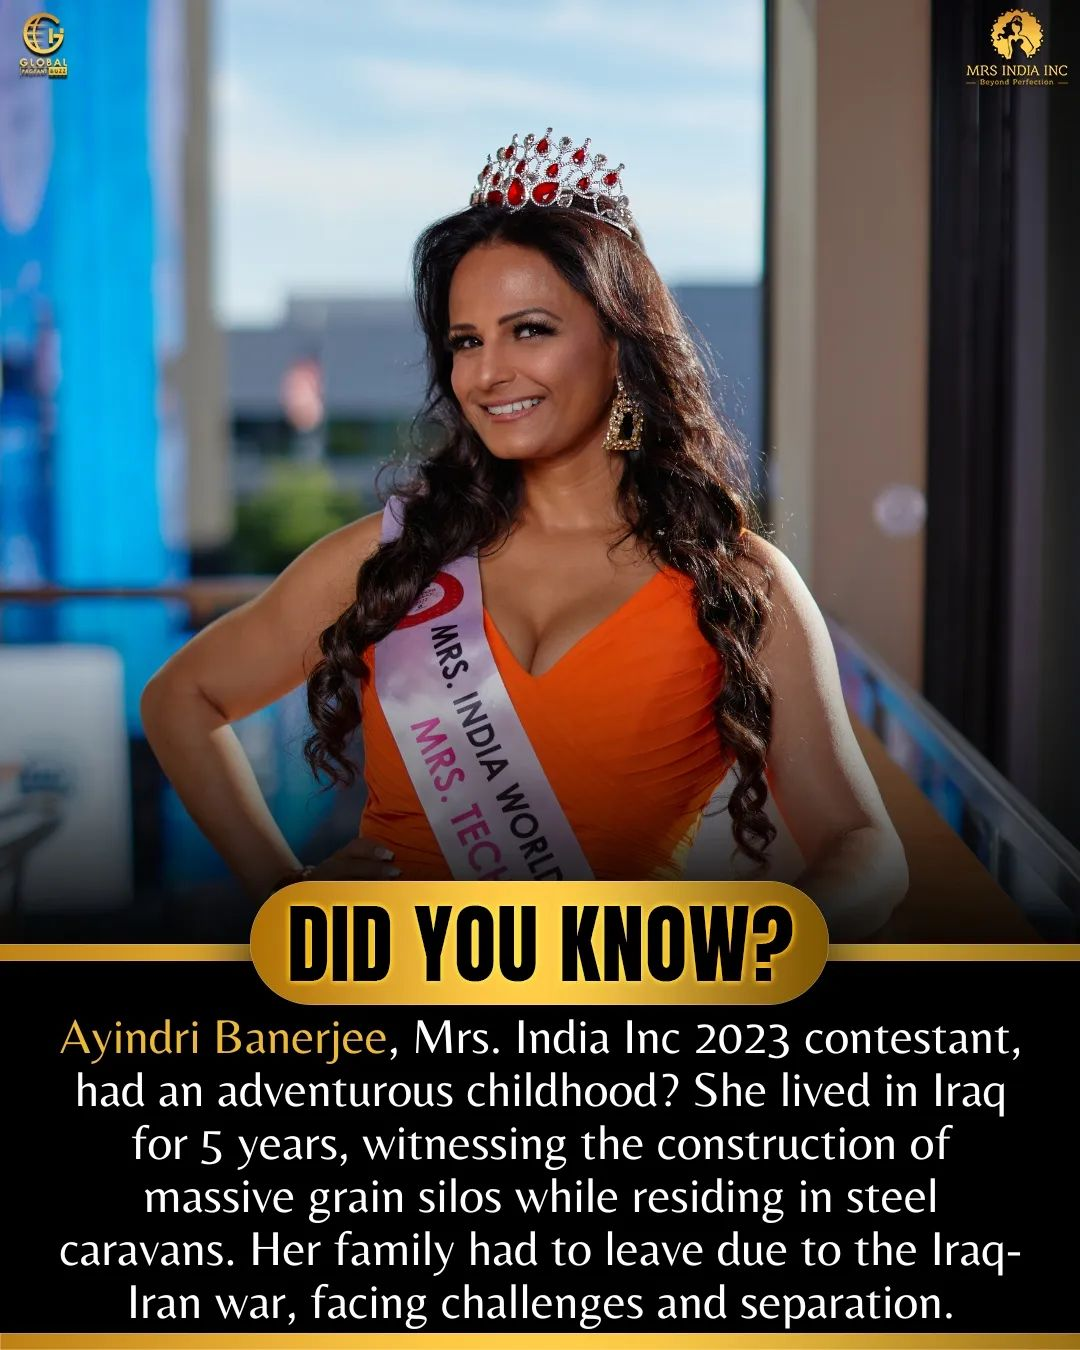 GLOBAL
PAGEANT BUZZ
MRS INDIA INC
Beyond Perfection
MRS. INDIA WORLD
MRS. TECH
DID YOU KNOW?
Ayindri Banerjee, Mrs. India Inc 2023 contestant,
had an adventurous childhood? She lived in Iraq
for 5 years, witnessing the construction of
massive grain silos while residing in steel
caravans. Her family had to leave due to the Iraq-
Iran war, facing challenges and separation.